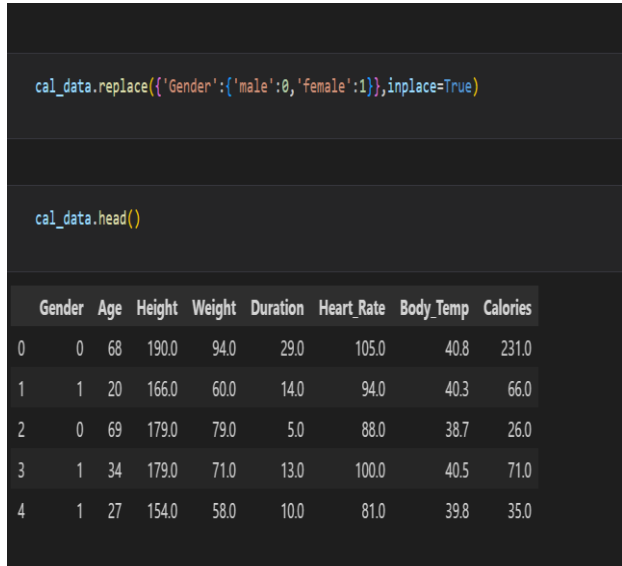 cal_data.replace({'Gender':{'male':0,'female':1}},inplace=True)
cal_data.head()
Gender Age Height Weight Duration Heart_Rate Body_Temp Calories
0 0 68 190.0 94.0 29.0 105.0 40.8 231.0
1 1 20 166.0 60.0 14.0 94.0 40.3 66.0
2 0 69 179.0 79.0 5.0 88.0 38.7 26.0
3 1 34 179.0 71.0 13.0 100.0 40.5 71.0
4 1 27 154.0 58.0 10.0 81.0 39.8 35.0